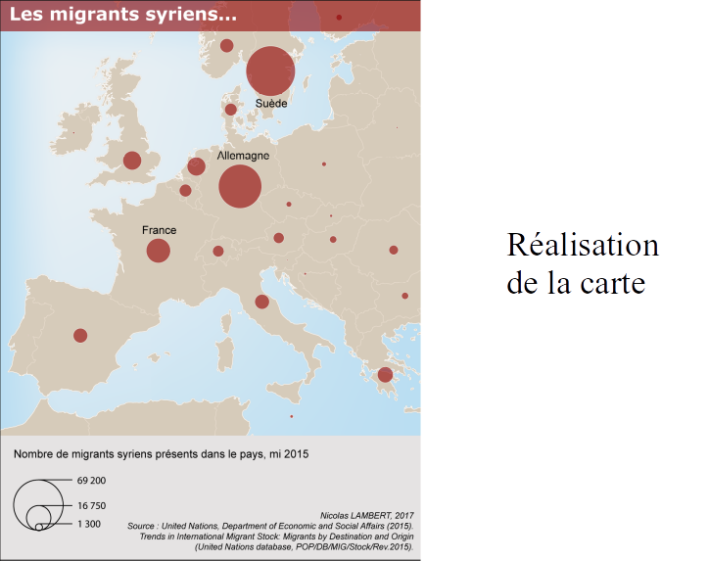 Les migrants syriens...
Suède
Allemagne
France
Réalisation
de la carte
Nombre de migrants syriens présents dans le pays, mi 2015
69 200
16 750
1 300
Nicolas LAMBERT, 2017
Source : United Nations, Department of Economic and Social Affairs (2015).
Trends in International Migrant Stock: Migrants by Destination and Origin
(United Nations database, POP/DB/MIG/Stock/Rev.2015).